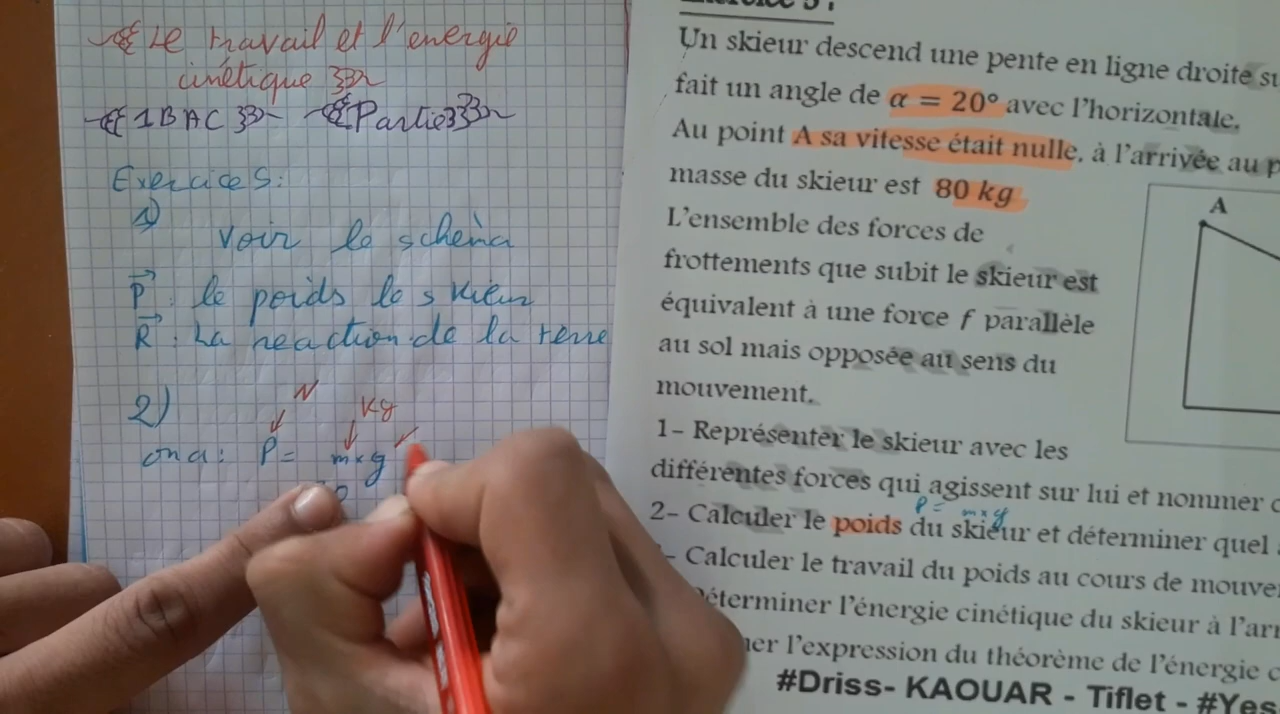 Le travail et l'energie
cinétique
1BAC Partie
Exercice 5:
1)
voir le schèma
P : le poids le skieur
R : La reaction de la terre
2)
N
Kg
on a: P = m×g
Un skieur descend une pente en ligne droite
fait un angle de α = 20° avec l'horizontale.
Au point A sa vitesse était nulle, à l'arrivée au
masse du skieur est 80 kg
A
L'ensemble des forces de
frottements que subit le skieur est
équivalent à une force f parallèle
au sol mais opposée au sens du
mouvement.
1- Représenter le skieur avec les
différentes forces qui agissent sur lui et nommer
P = m×g
2- Calculer le poids du skieur et déterminer quel
- Calculer le travail du poids au cours de
Déterminer l'énergie cinétique du skieur à
l'expression du théorème de l'énergie
#Driss- KAOUAR - Tiflet -